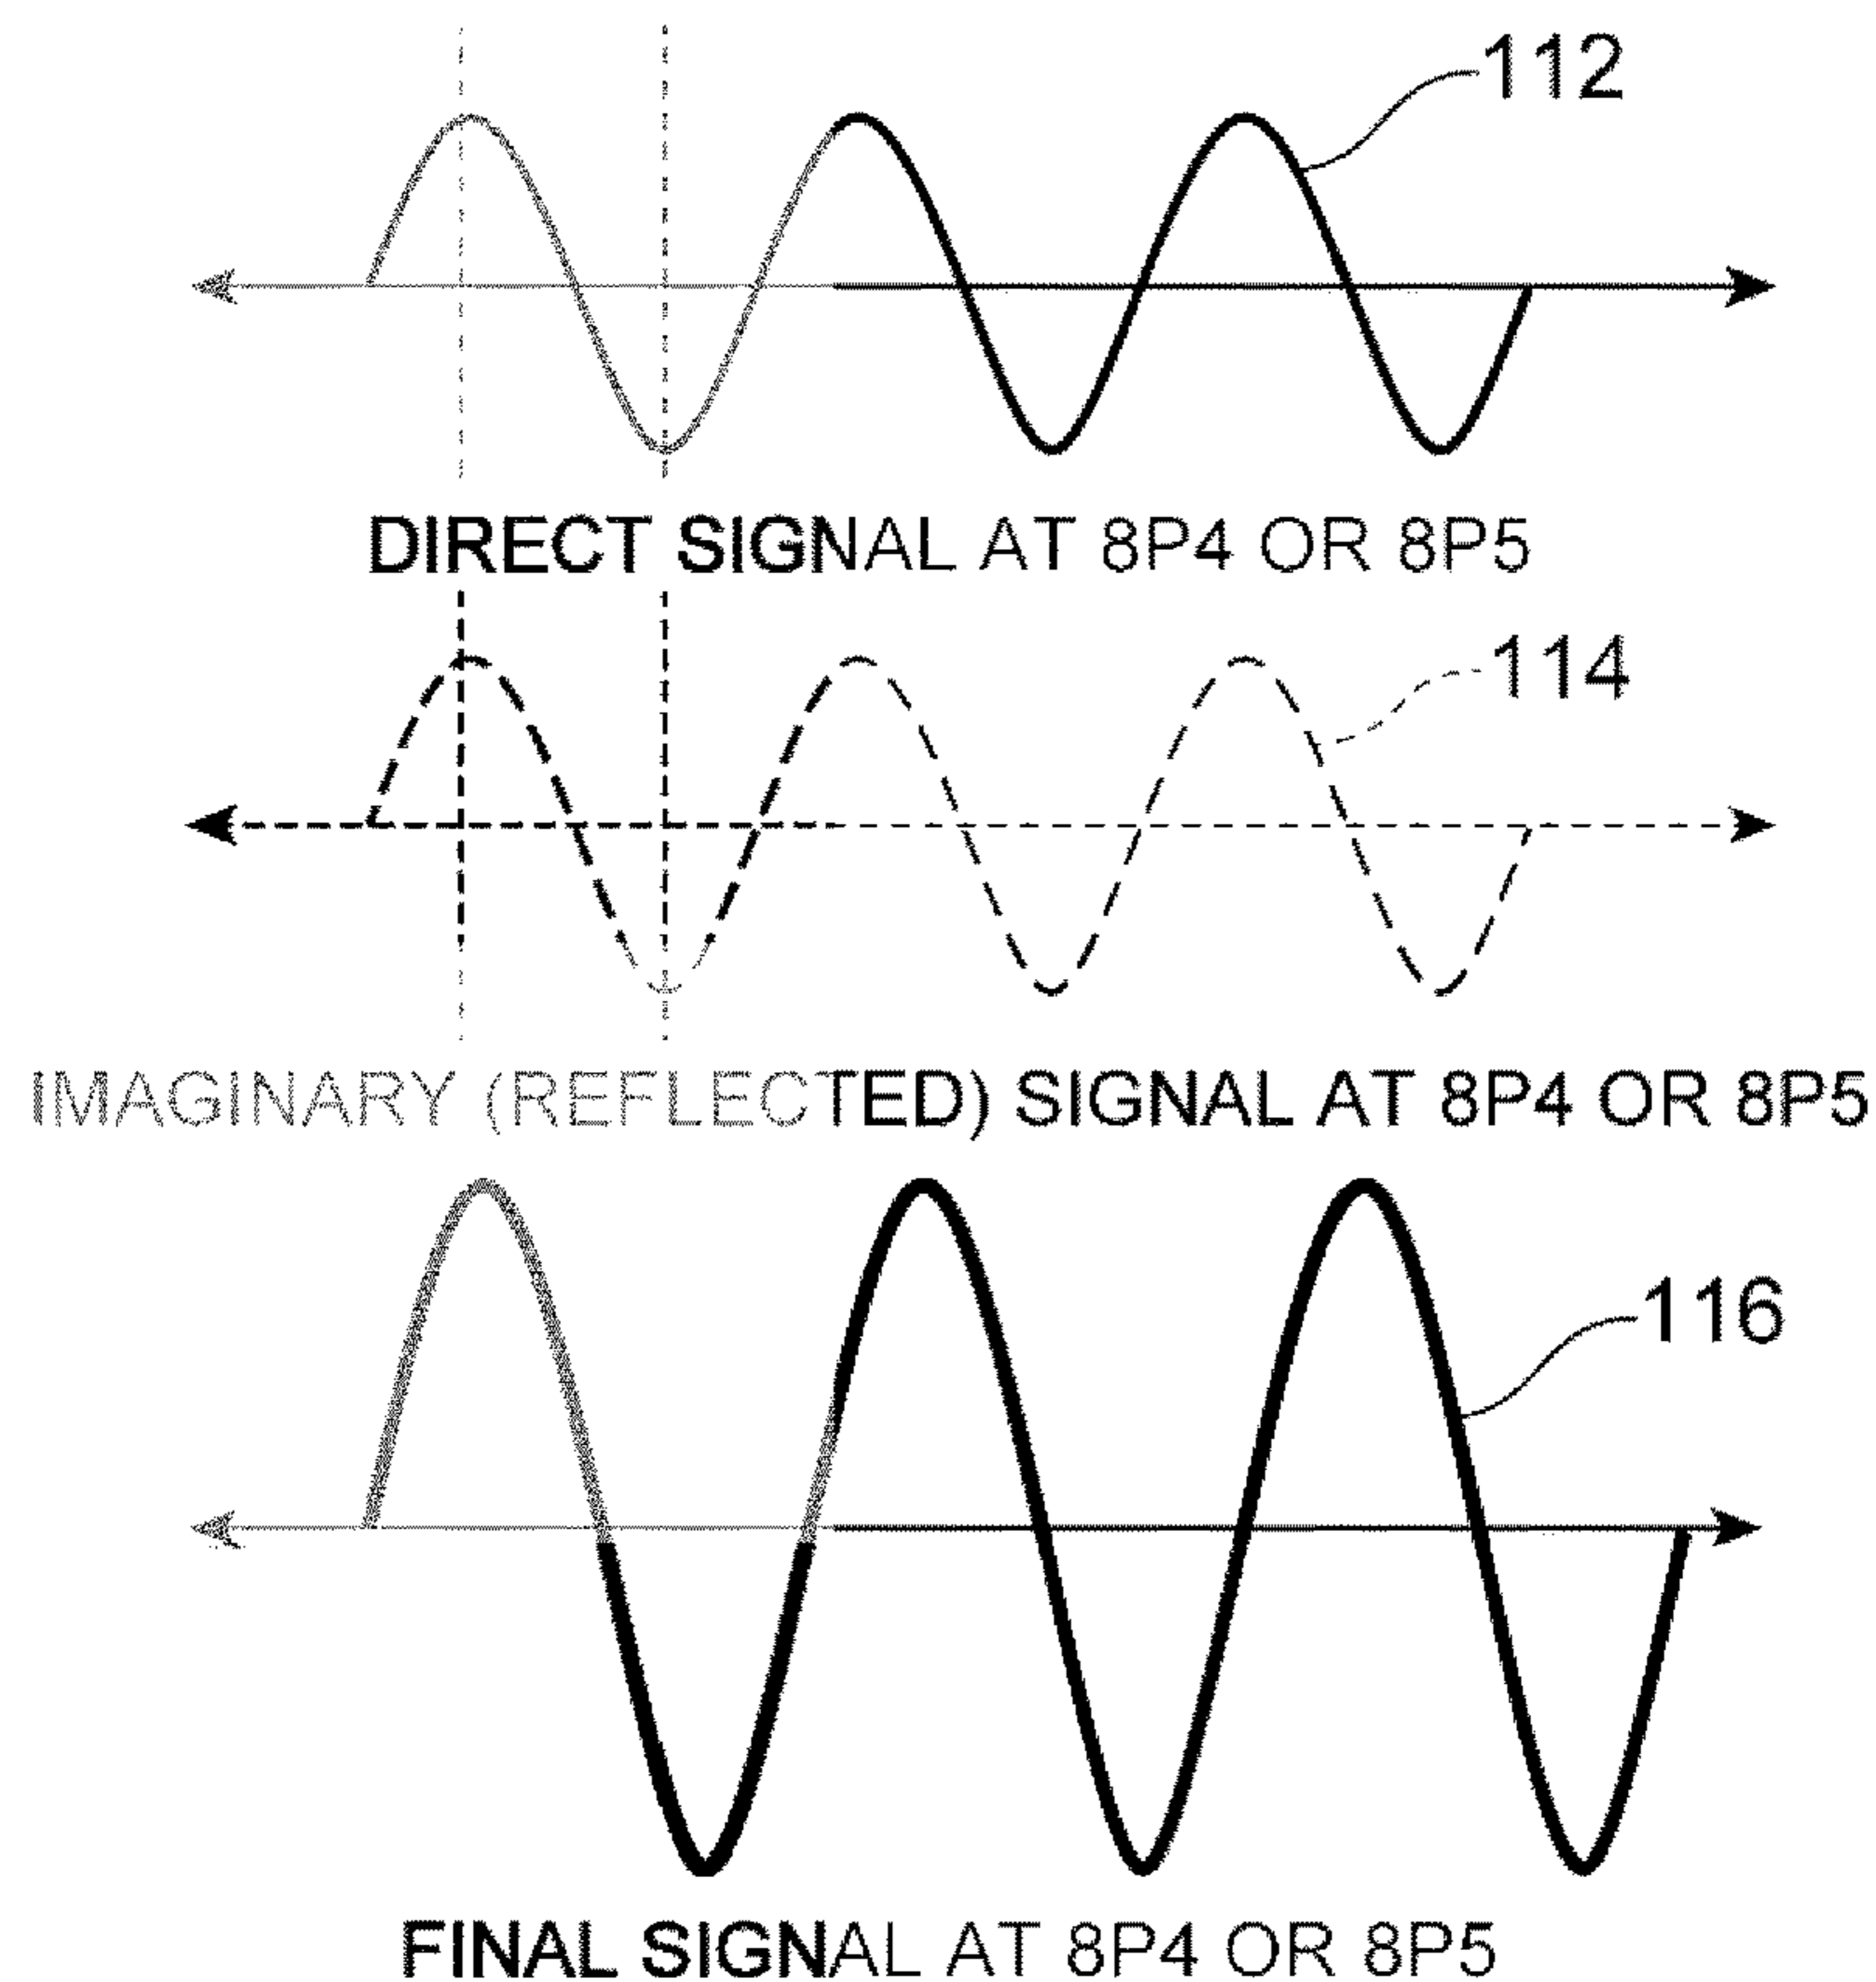 112
DIRECT SIGNAL AT 8P4 OR 8P5
114
IMAGINARY (REFLECTED) SIGNAL AT 8P4 OR 8P5
116
FINAL SIGNAL AT 8P4 OR 8P5